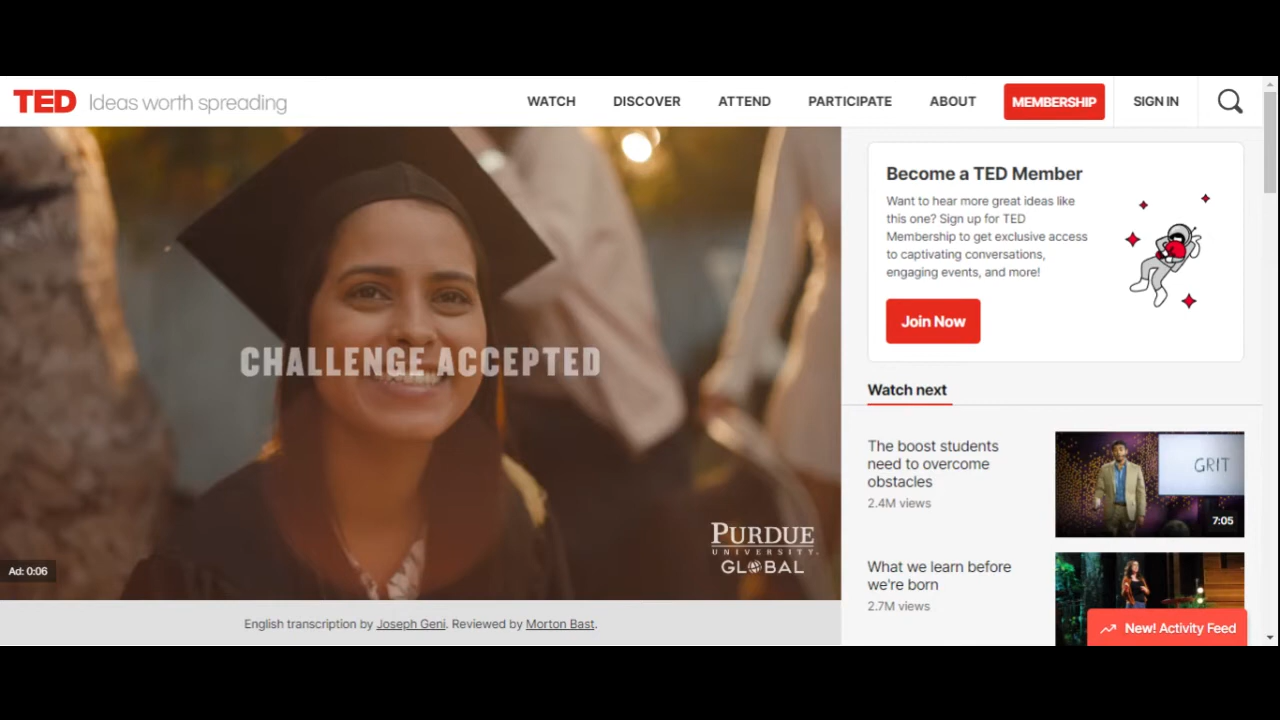 TED Ideas worth spreading
WATCH
DISCOVER
ATTEND
PARTICIPATE
ABOUT
MEMBERSHIP
SIGN IN
CHALLENGE ACCEPTED
PURDUE
UNIVERSITY.
GLOBAL
Ad: 0:06
English transcription by Joseph Geni. Reviewed by Morton Bast.
Become a TED Member
Want to hear more great ideas like
this one? Sign up for TED
Membership to get exclusive access
to captivating conversations,
engaging events, and more!
Join Now
Watch next
The boost students
need to overcome
obstacles
2.4M views
GRIT
7:05
What we learn before
we're born
2.7M views
New! Activity Feed